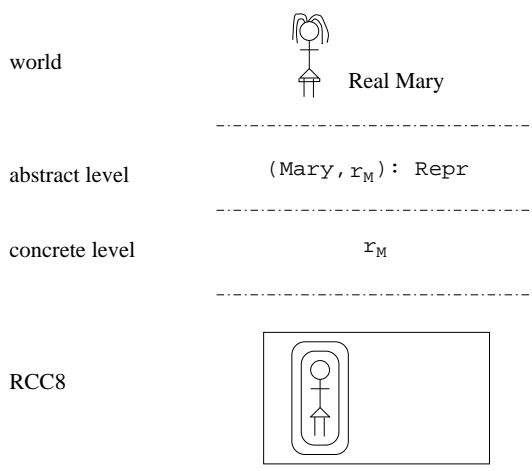 world
Real Mary
abstract level
(Mary,r_M): Repr
concrete level
r_M
RCC8